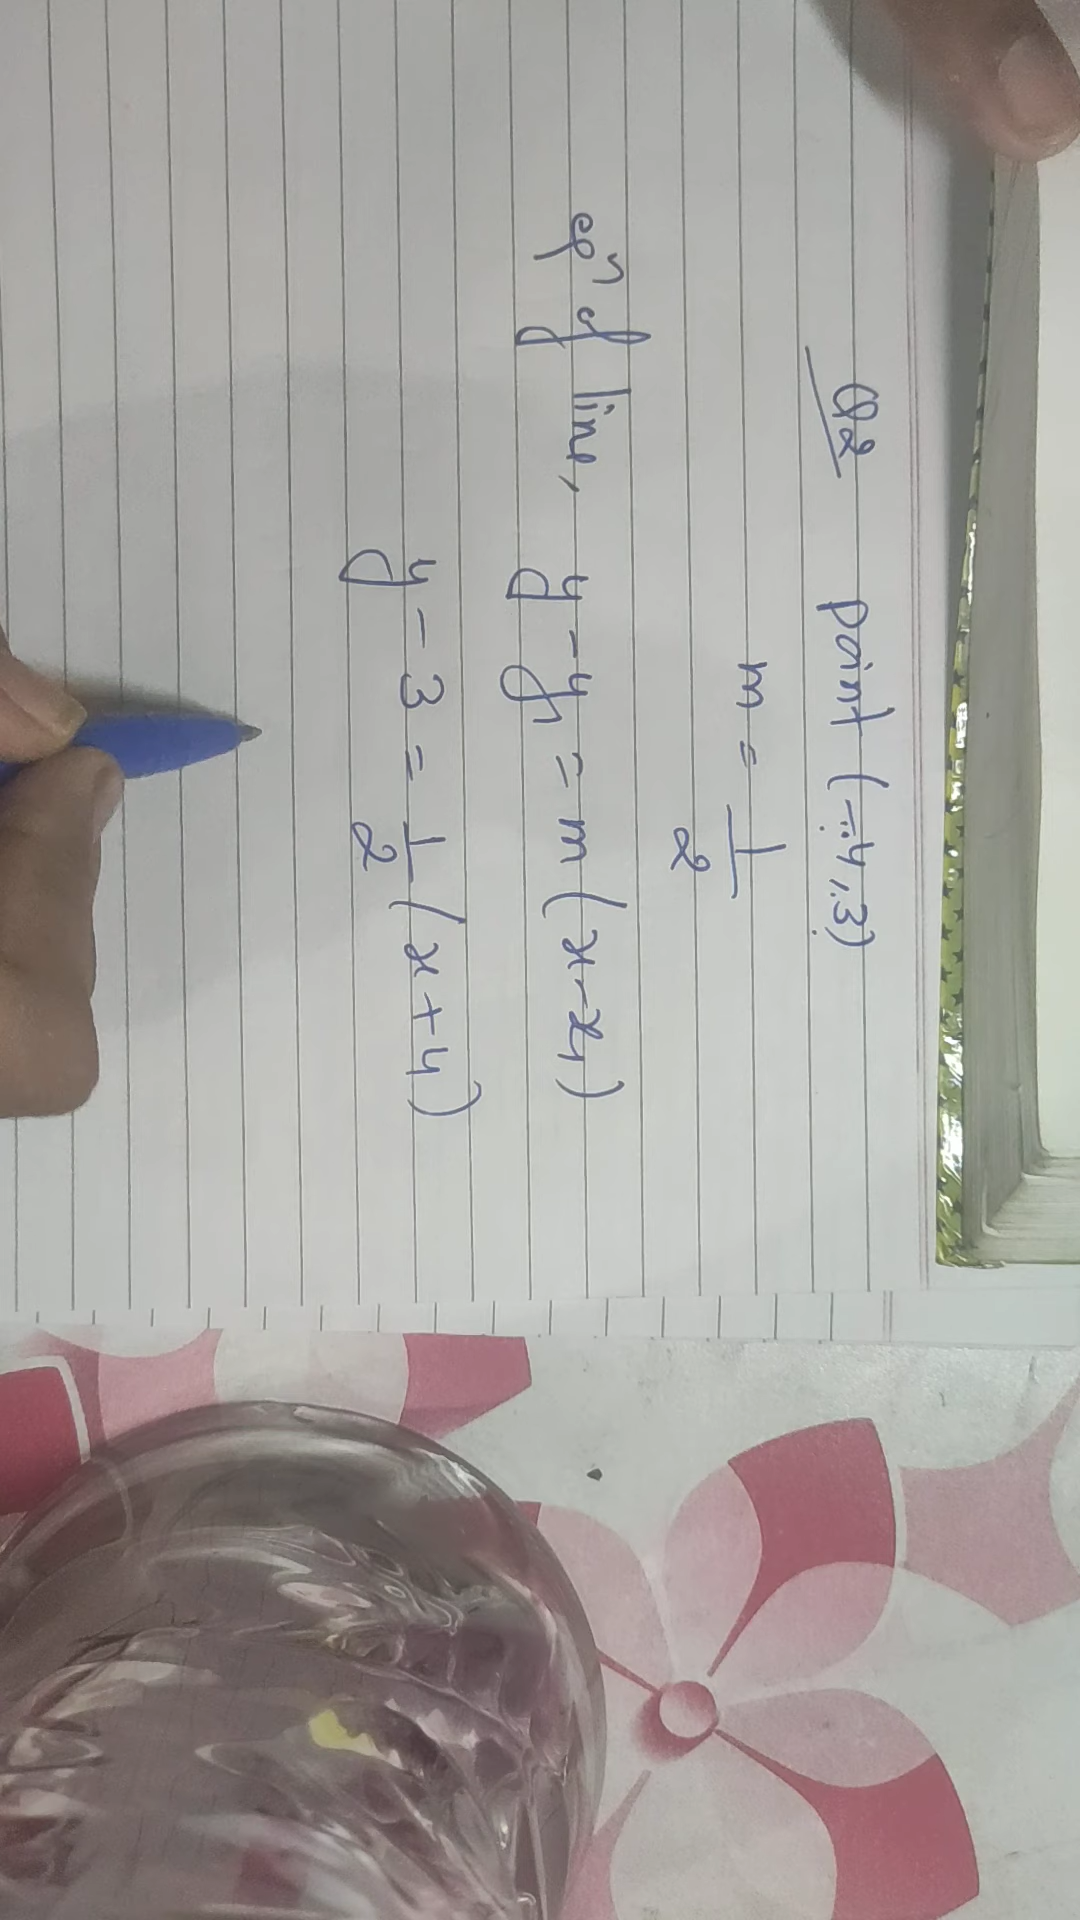 Q2 point (-4,3)
m = 1/2
eqⁿ of line, y-y₁ = m(x-x₁)
y-3 = 1/2(x+4)